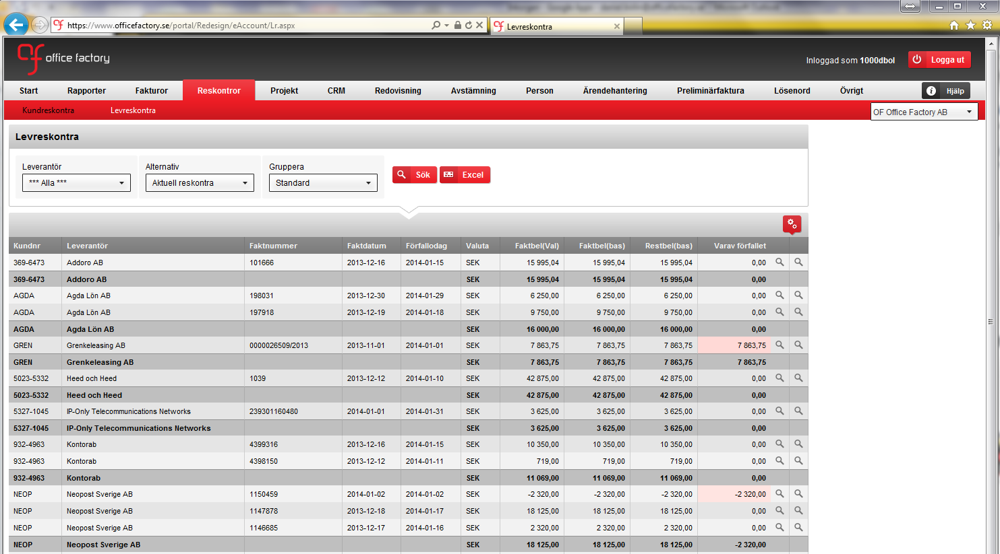 https://www.officefactory.se/portal/Redesign/eAccount/Lr.aspx
Levreskontra
office factory
Inloggad som 1000dbol
Logga ut
Start Rapporter Fakturor Reskontror Projekt CRM Redovisning Avstämning Person Ärendehantering Preliminärfaktura Lösenord Övrigt Hjälp
Kundreskontra Levreskontra
OF Office Factory AB
Levreskontra
Leverantör Alternativ Gruppera
*** Alla *** Aktuell reskontra Standard Sök Excel
Kundnr Leverantör Faktnummer Faktdatum Förfallodag Valuta Faktbel(Val) Faktbel(bas) Restbel(bas) Varav förfallet
369-6473 Addoro AB 101666 2013-12-16 2014-01-15 SEK 15 995,04 15 995,04 15 995,04 0,00
369-6473 Addoro AB SEK 15 995,04 15 995,04 15 995,04 0,00
AGDA Agda Lön AB 198031 2013-12-30 2014-01-29 SEK 6 250,00 6 250,00 6 250,00 0,00
AGDA Agda Lön AB 197918 2013-12-19 2014-01-18 SEK 9 750,00 9 750,00 9 750,00 0,00
AGDA Agda Lön AB SEK 16 000,00 16 000,00 16 000,00 0,00
GREN Grenkeleasing AB 0000026509/2013 2013-11-01 2014-01-01 SEK 7 863,75 7 863,75 7 863,75 7 863,75
GREN Grenkeleasing AB SEK 7 863,75 7 863,75 7 863,75 7 863,75
5023-5332 Heed och Heed 1039 2013-12-12 2014-01-10 SEK 42 875,00 42 875,00 42 875,00 0,00
5023-5332 Heed och Heed SEK 42 875,00 42 875,00 42 875,00 0,00
5327-1045 IP-Only Telecommunications Networks 239301160480 2014-01-01 2014-01-31 SEK 3 625,00 3 625,00 3 625,00 0,00
5327-1045 IP-Only Telecommunications Networks SEK 3 625,00 3 625,00 3 625,00 0,00
932-4963 Kontorab 4399316 2013-12-16 2014-01-15 SEK 10 350,00 10 350,00 10 350,00 0,00
932-4963 Kontorab 4398150 2013-12-12 2014-01-11 SEK 719,00 719,00 719,00 0,00
932-4963 Kontorab SEK 11 069,00 11 069,00 11 069,00 0,00
NEOP Neopost Sverige AB 1150459 2014-01-02 2014-01-02 SEK -2 320,00 -2 320,00 -2 320,00 -2 320,00
NEOP Neopost Sverige AB 1147878 2013-12-18 2014-01-17 SEK 18 125,00 18 125,00 18 125,00 0,00
NEOP Neopost Sverige AB 1146685 2013-12-17 2014-01-16 SEK 2 320,00 2 320,00 2 320,00 0,00
NEOP Neopost Sverige AB SEK 18 125,00 18 125,00 18 125,00 -2 320,00